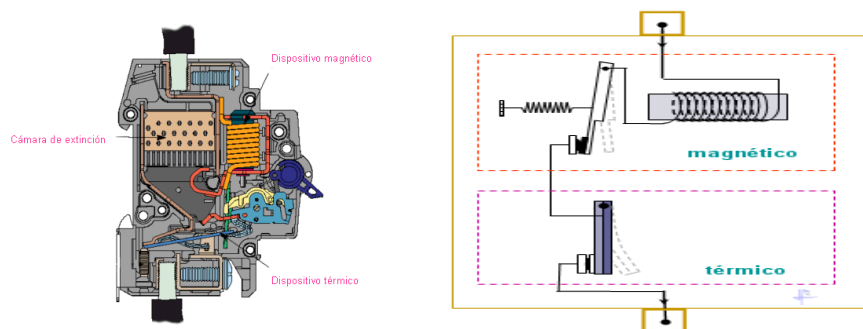 Dispositivo magnético
Cámara de extinción
Dispositivo térmico
magnético
térmico